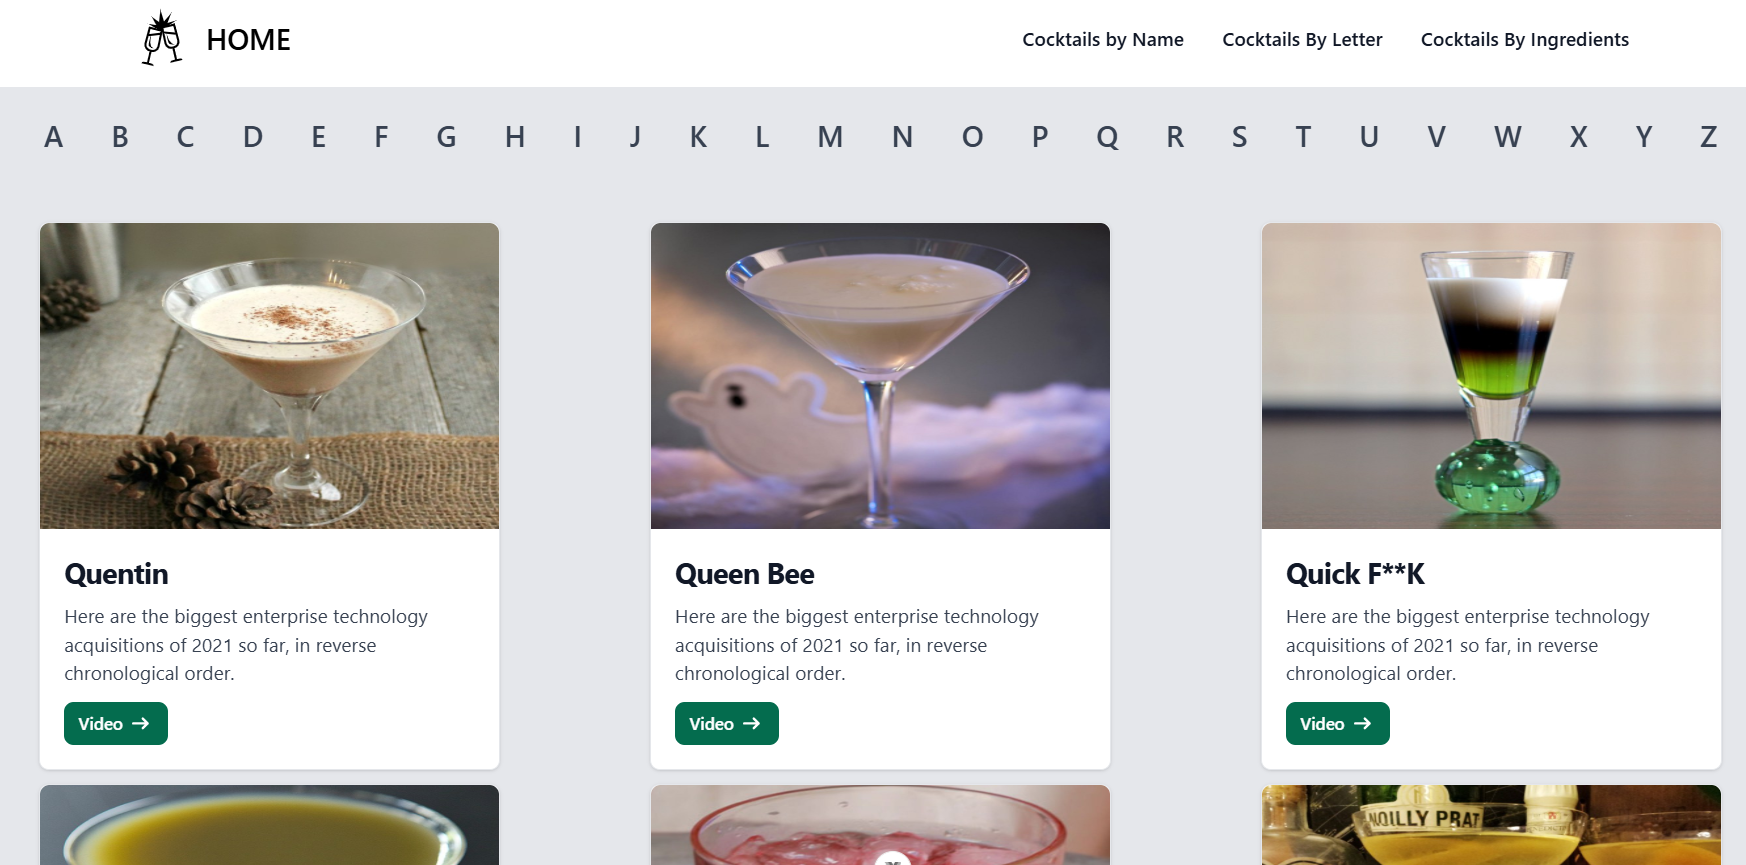 HOME
Cocktails by Name
Cocktails By Letter
Cocktails By Ingredients
A B C D E F G H I J K L M N O P Q R S T U V W X Y Z
Quentin
Here are the biggest enterprise technology
acquisitions of 2021 so far, in reverse
chronological order.
Video
Queen Bee
Here are the biggest enterprise technology
acquisitions of 2021 so far, in reverse
chronological order.
Video
Quick F**K
Here are the biggest enterprise technology
acquisitions of 2021 so far, in reverse
chronological order.
Video
NOILLY PRAT